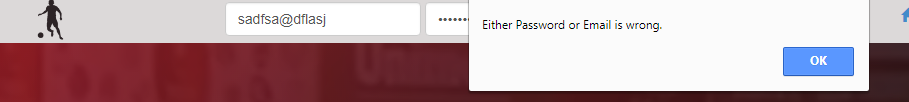 Either Password or Email is wrong.
sadfsa@dflasj
••••••••
OK